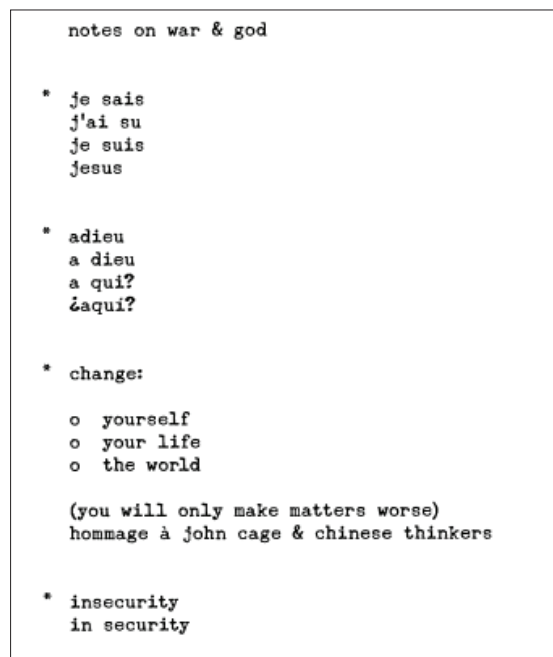 notes on war & god
* je sais
j'ai su
je suis
jesus
* adieu
a dieu
a qui?
¿aquí?
* change:
o yourself
o your life
o the world
(you will only make matters worse)
hommage à john cage & chinese thinkers
* insecurity
in security